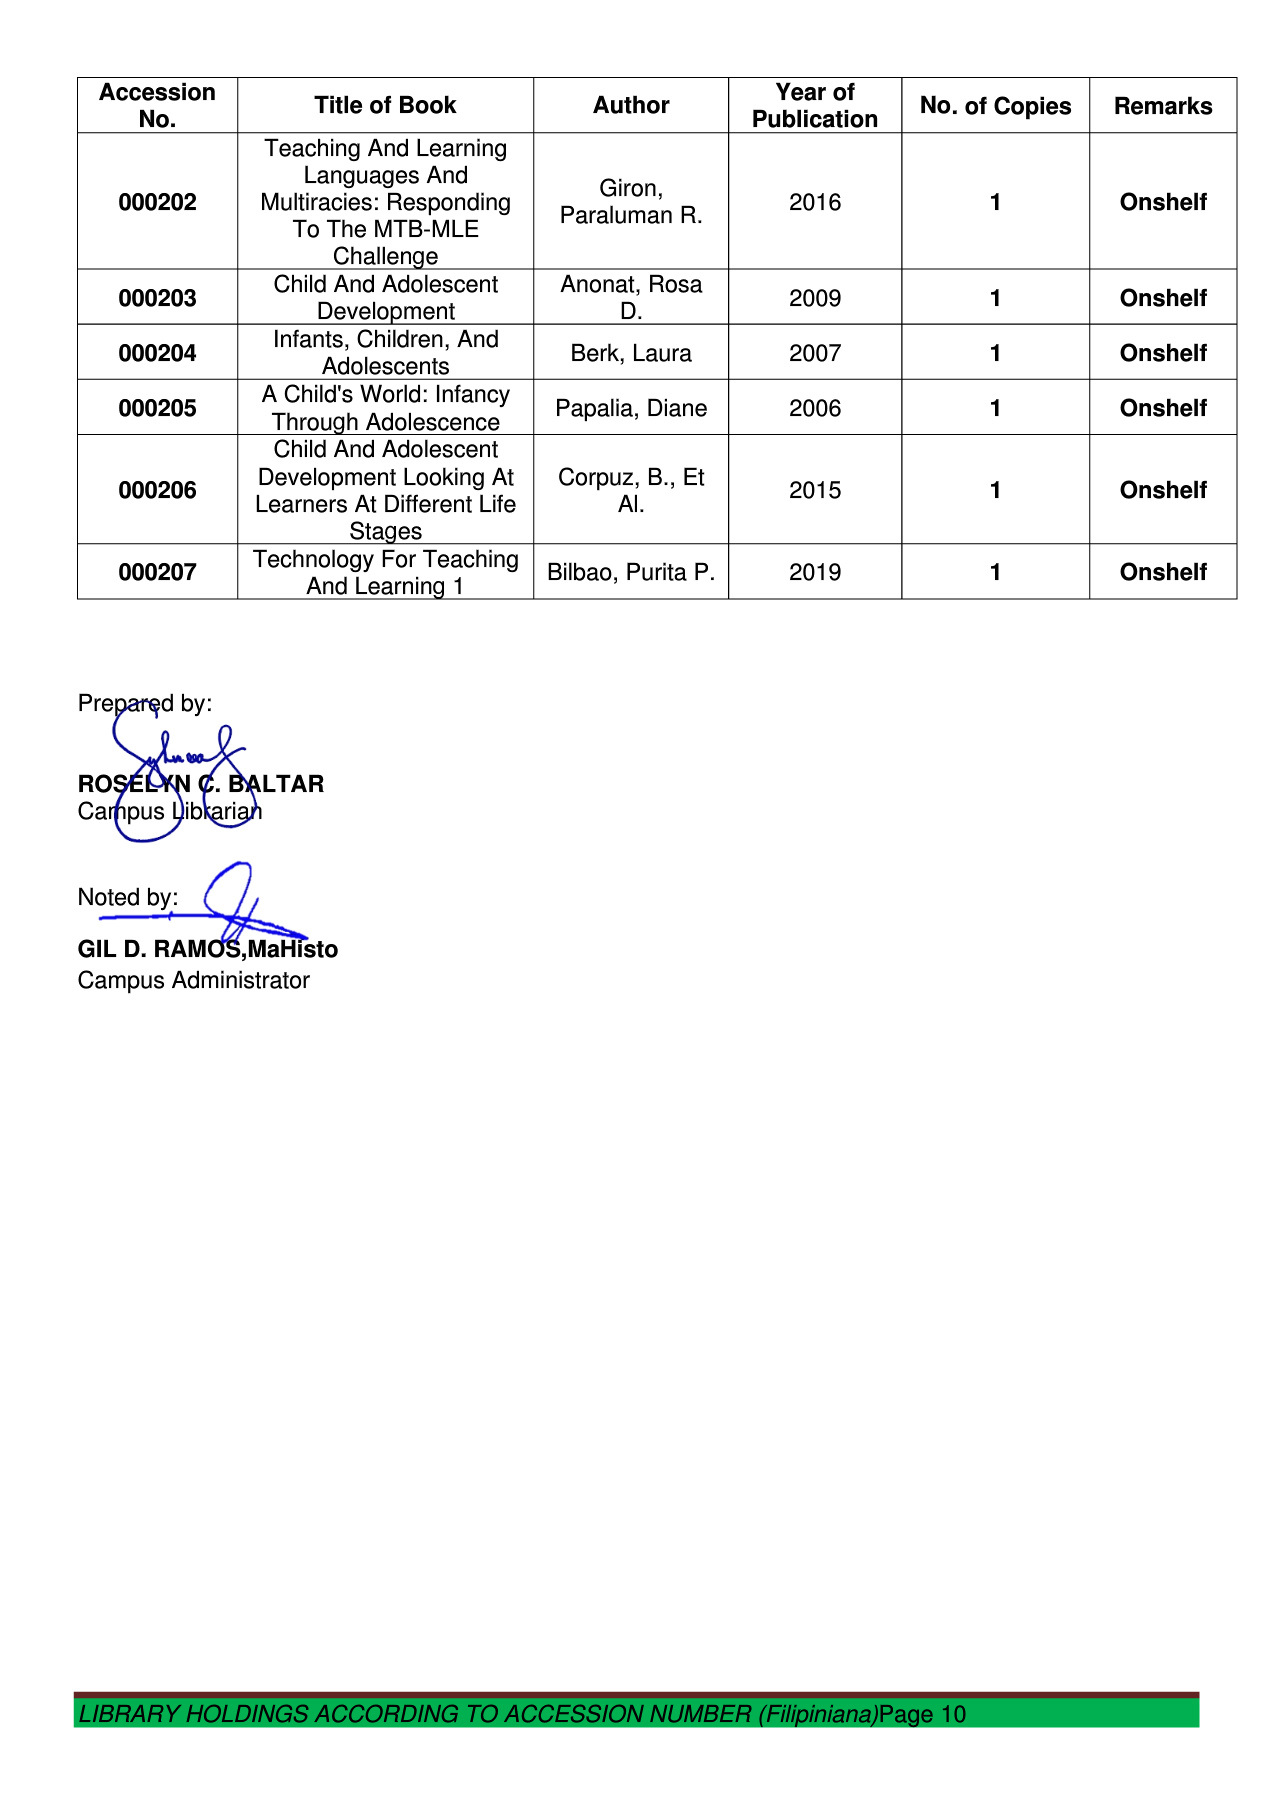 Accession No. Title of Book Author Year of Publication No. of Copies Remarks
000202 Teaching And Learning Languages And Multiracies: Responding To The MTB-MLE Challenge Giron, Paraluman R. 2016 1 Onshelf
000203 Child And Adolescent Development Anonat, Rosa D. 2009 1 Onshelf
000204 Infants, Children, And Adolescents Berk, Laura 2007 1 Onshelf
000205 A Child's World: Infancy Through Adolescence Papalia, Diane 2006 1 Onshelf
000206 Child And Adolescent Development Looking At Learners At Different Life Stages Corpuz, B., Et Al. 2015 1 Onshelf
000207 Technology For Teaching And Learning 1 Bilbao, Purita P. 2019 1 Onshelf
Prepared by:
ROSELYN C. BALTAR
Campus Librarian
Noted by:
GIL D. RAMOS,MaHisto
Campus Administrator
LIBRARY HOLDINGS ACCORDING TO ACCESSION NUMBER (Filipiniana)Page 10